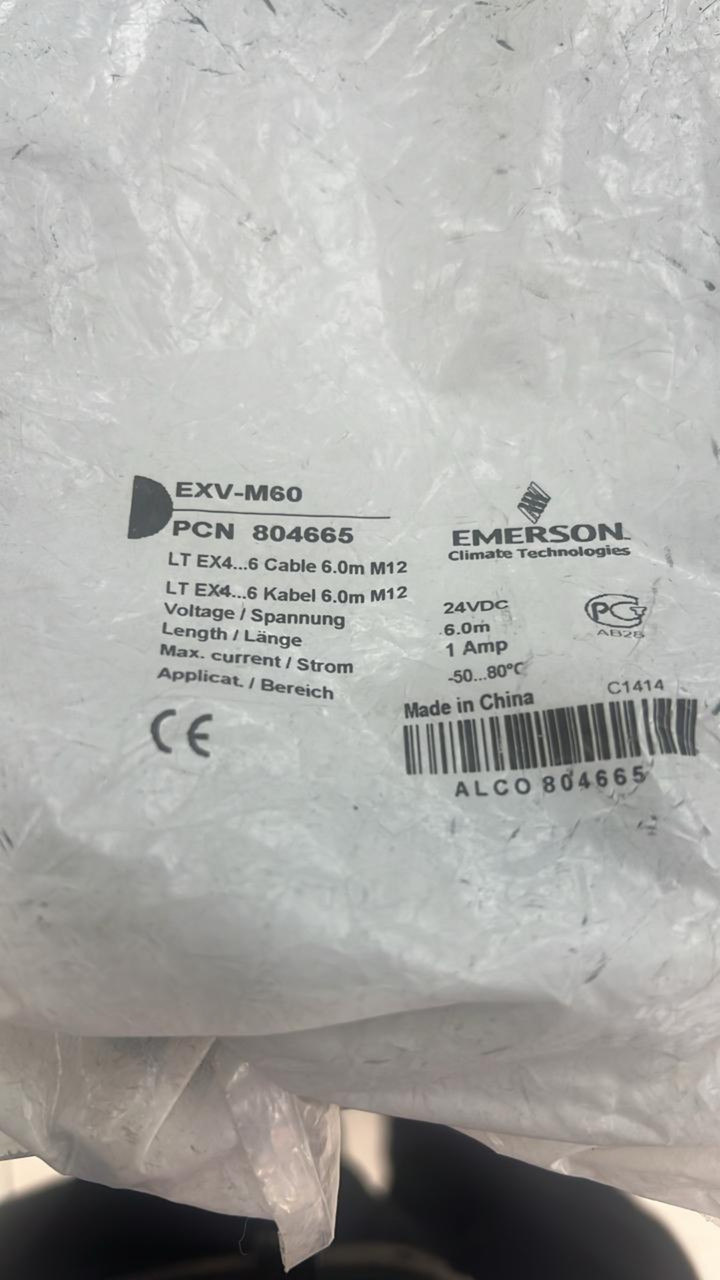 EXV-M60
PCN 804665
LT EX4...6 Cable 6.0m M12
LT EX4...6 Kabel 6.0m M12
Voltage / Spannung 24VDC
Length / Länge 6.0m
Max. current / Strom 1 Amp
Applicat. / Bereich -50...80°C
CE
EMERSON
Climate Technologies
PCT
AB28
Made in China C1414
ALCO 804665